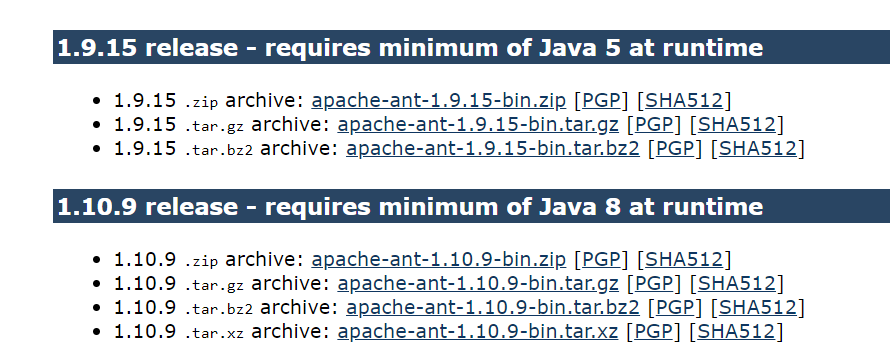 1.9.15 release - requires minimum of Java 5 at runtime
• 1.9.15 .zip archive: apache-ant-1.9.15-bin.zip [PGP] [SHA512]
• 1.9.15 .tar.gz archive: apache-ant-1.9.15-bin.tar.gz [PGP] [SHA512]
• 1.9.15 .tar.bz2 archive: apache-ant-1.9.15-bin.tar.bz2 [PGP] [SHA512]
1.10.9 release - requires minimum of Java 8 at runtime
• 1.10.9 .zip archive: apache-ant-1.10.9-bin.zip [PGP] [SHA512]
• 1.10.9 .tar.gz archive: apache-ant-1.10.9-bin.tar.gz [PGP] [SHA512]
• 1.10.9 .tar.bz2 archive: apache-ant-1.10.9-bin.tar.bz2 [PGP] [SHA512]
• 1.10.9 .tar.xz archive: apache-ant-1.10.9-bin.tar.xz [PGP] [SHA512]